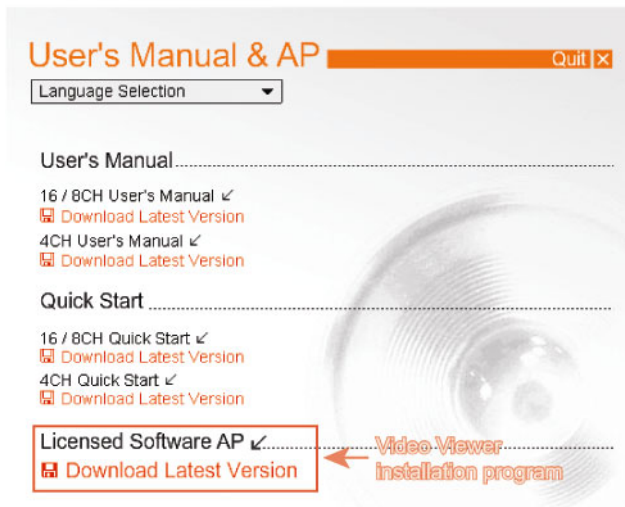 User's Manual & AP
Quit
Language Selection
User's Manual
16 / 8CH User's Manual
Download Latest Version
4CH User's Manual
Download Latest Version
Quick Start
16 / 8CH Quick Start
Download Latest Version
4CH Quick Start
Download Latest Version
Licensed Software AP
Download Latest Version
Video Viewer
installation program